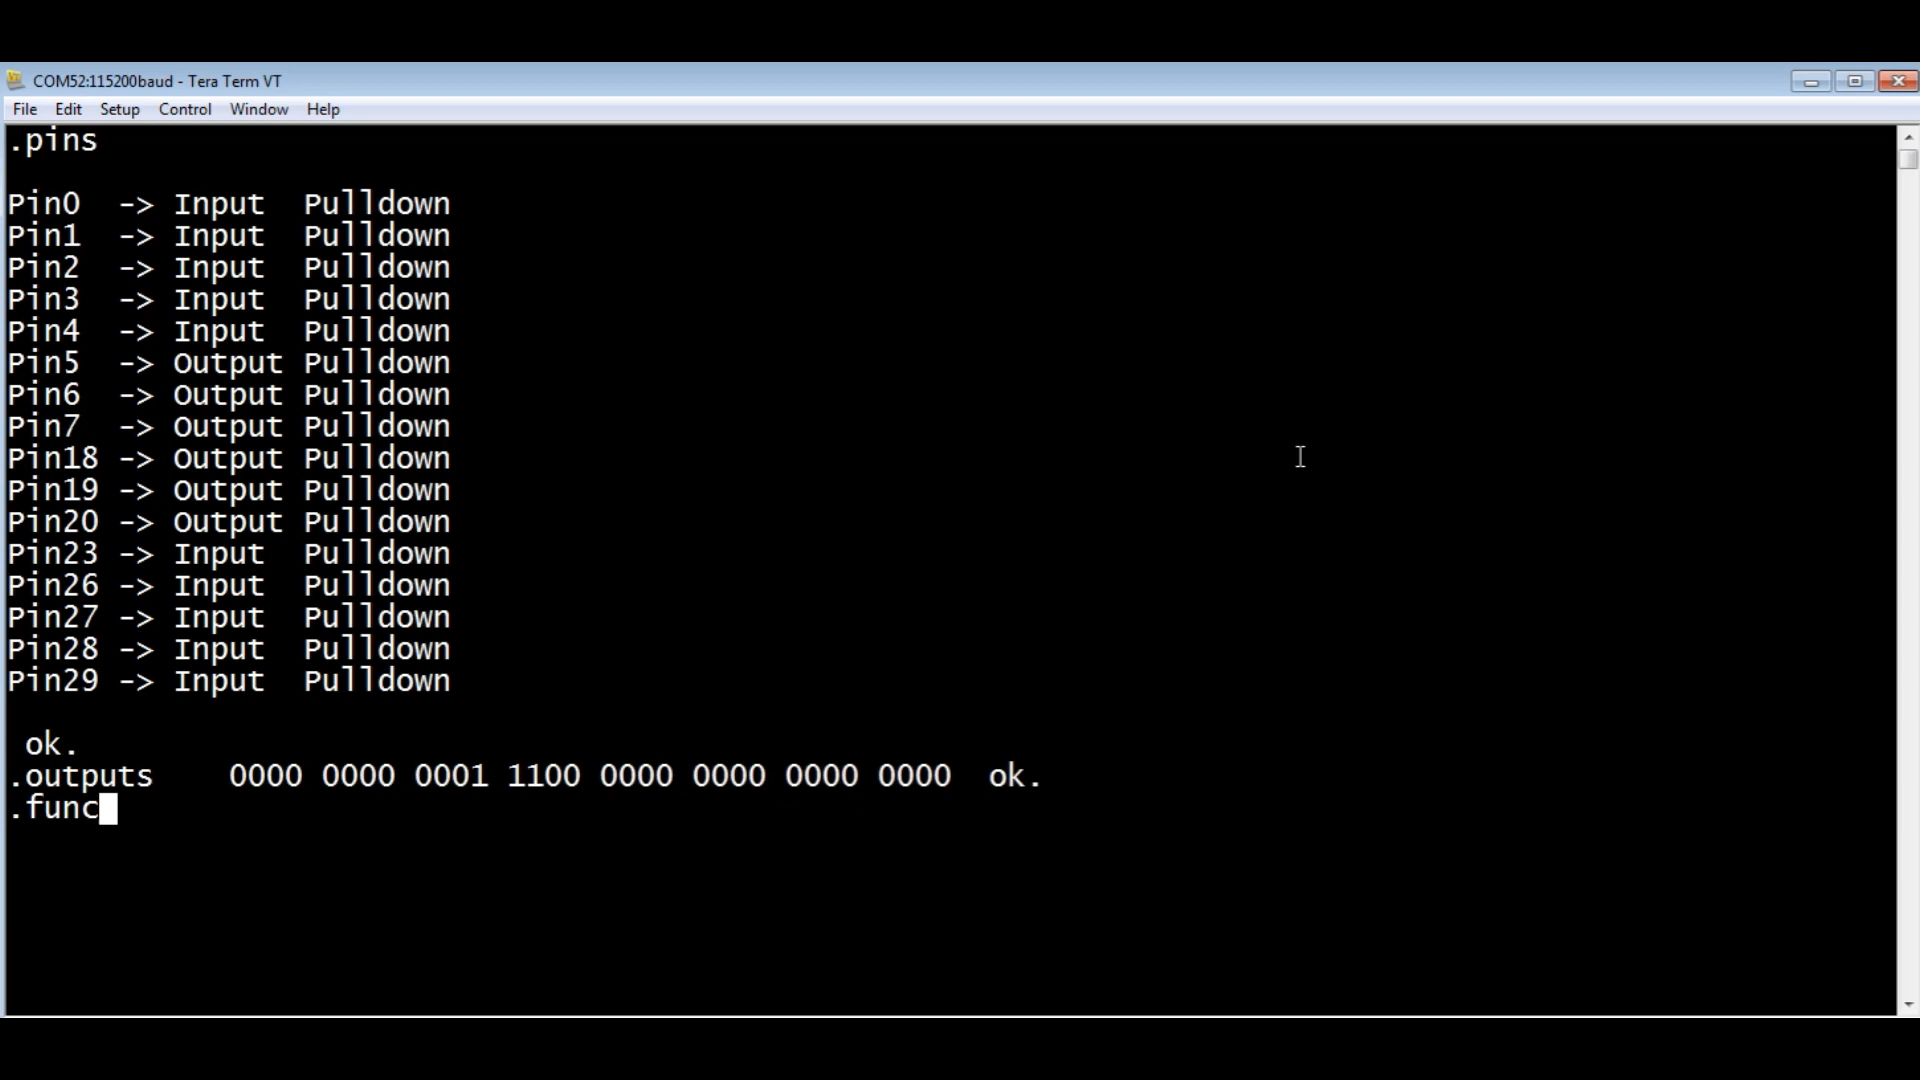 COM52:115200baud - Tera Term VT
File Edit Setup Control Window Help
.pins
Pin0  -> Input  Pulldown
Pin1  -> Input  Pulldown
Pin2  -> Input  Pulldown
Pin3  -> Input  Pulldown
Pin4  -> Input  Pulldown
Pin5  -> Output Pulldown
Pin6  -> Output Pulldown
Pin7  -> Output Pulldown
Pin18 -> Output Pulldown
Pin19 -> Output Pulldown
Pin20 -> Output Pulldown
Pin23 -> Input  Pulldown
Pin26 -> Input  Pulldown
Pin27 -> Input  Pulldown
Pin28 -> Input  Pulldown
Pin29 -> Input  Pulldown
ok.
.outputs    0000 0000 0001 1100 0000 0000 0000 0000  ok.
.func